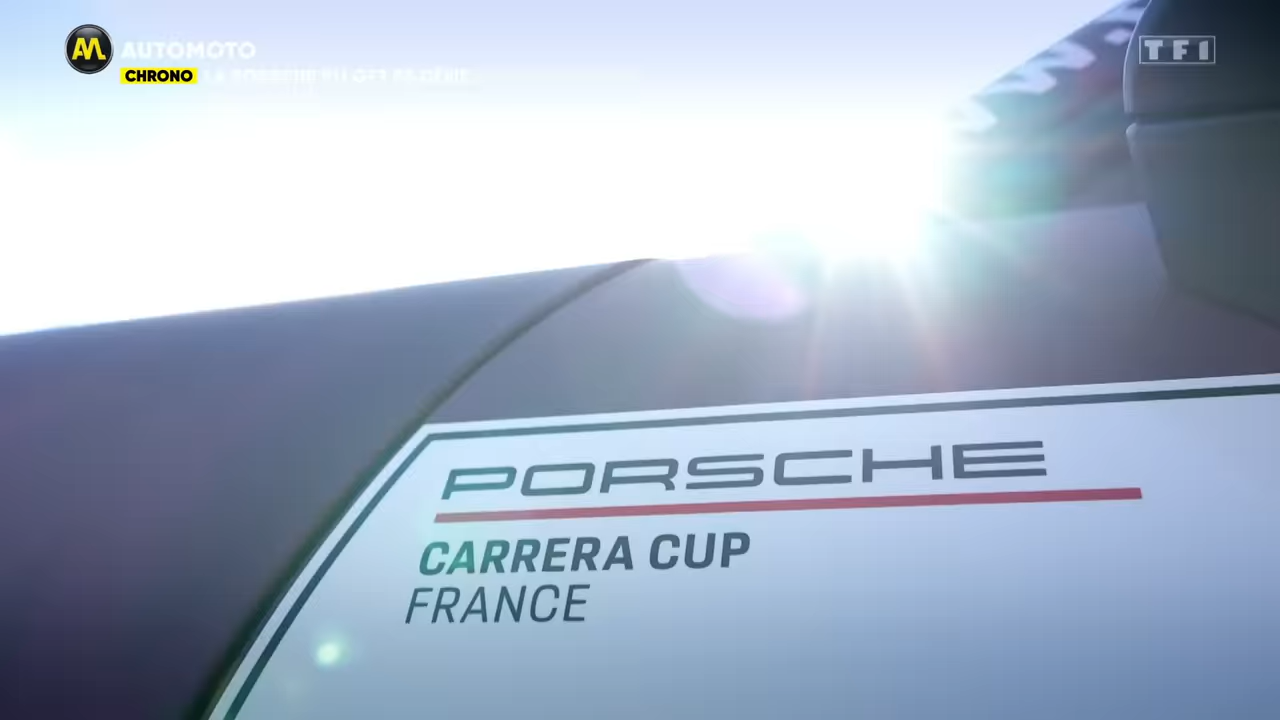 AUTOMOTO
TF1
CHRONO
PORSCHE
CARRERA CUP
FRANCE